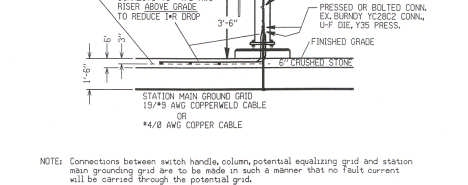 RISER ABOVE GRADE
TO REDUCE I*R DROP
3'-6"
PRESSED OR BOLTED CONN.
EX. BURNDY YC28C2 CONN.,
U-F DIE, Y35 PRESS.
FINISHED GRADE
6" CRUSHED STONE
1'-6"
6"
3"
STATION MAIN GROUND GRID
19/*9 AWG COPPERWELD CABLE
OR
*4/0 AWG COPPER CABLE
NOTE: Connections between switch handle, column, potential equalizing grid and station
main grounding grid are to be made in such a manner that no fault current
will be carried through the potential grid.